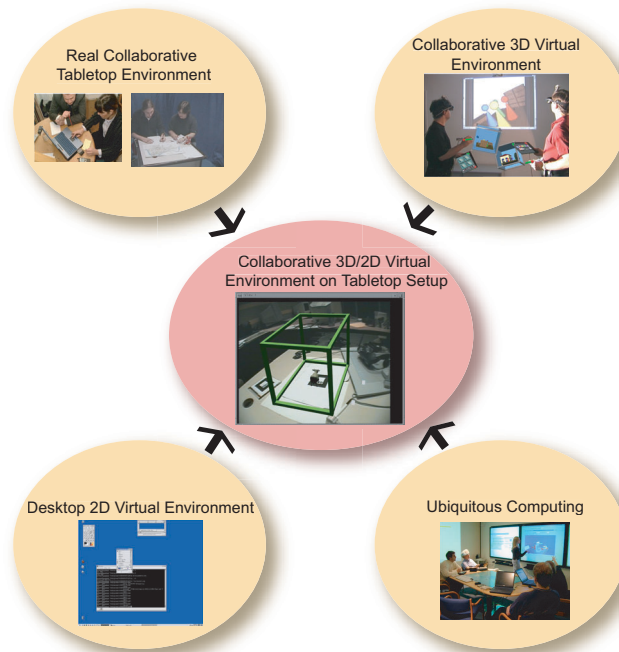 Real Collaborative
Tabletop Environment
Collaborative 3D Virtual
Environment
Collaborative 3D/2D Virtual
Environment on Tabletop Setup
Desktop 2D Virtual Environment
Ubiquitous Computing